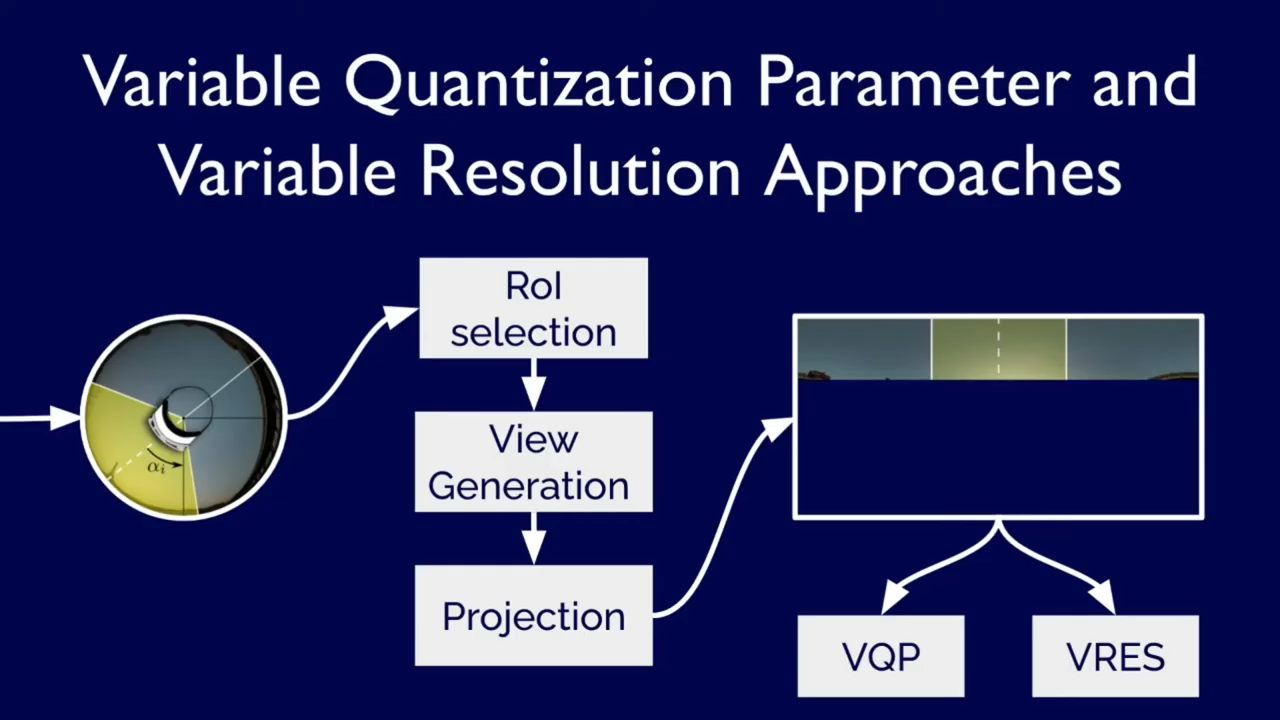 Variable Quantization Parameter and
Variable Resolution Approaches
RoI
selection
View
Generation
αᵢ
Projection
VQP
VRES